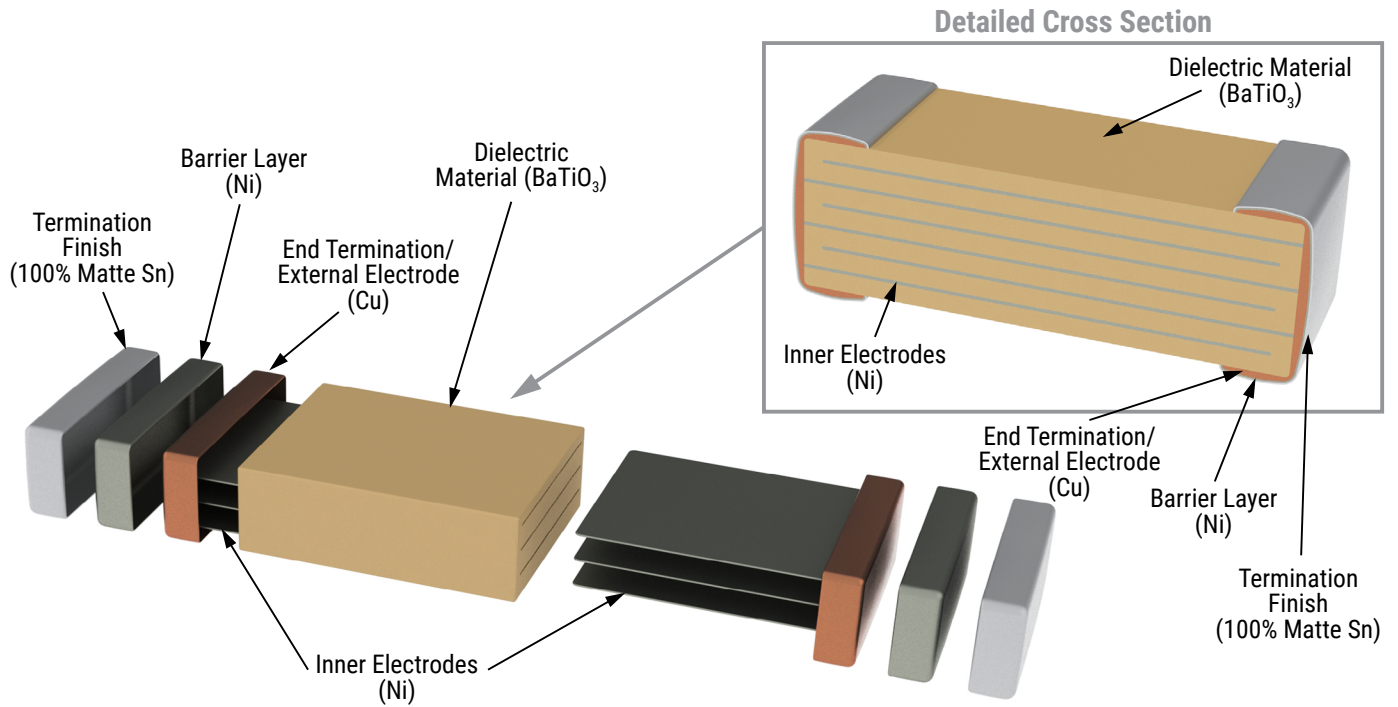 Detailed Cross Section
Dielectric Material
(BaTiO₃)
Barrier Layer
(Ni)
Dielectric
Material (BaTiO₃)
Termination
Finish
(100% Matte Sn)
End Termination/
External Electrode
(Cu)
Inner Electrodes
(Ni)
End Termination/
External Electrode
(Cu)
Barrier Layer
(Ni)
Termination
Finish
(100% Matte Sn)
Inner Electrodes
(Ni)